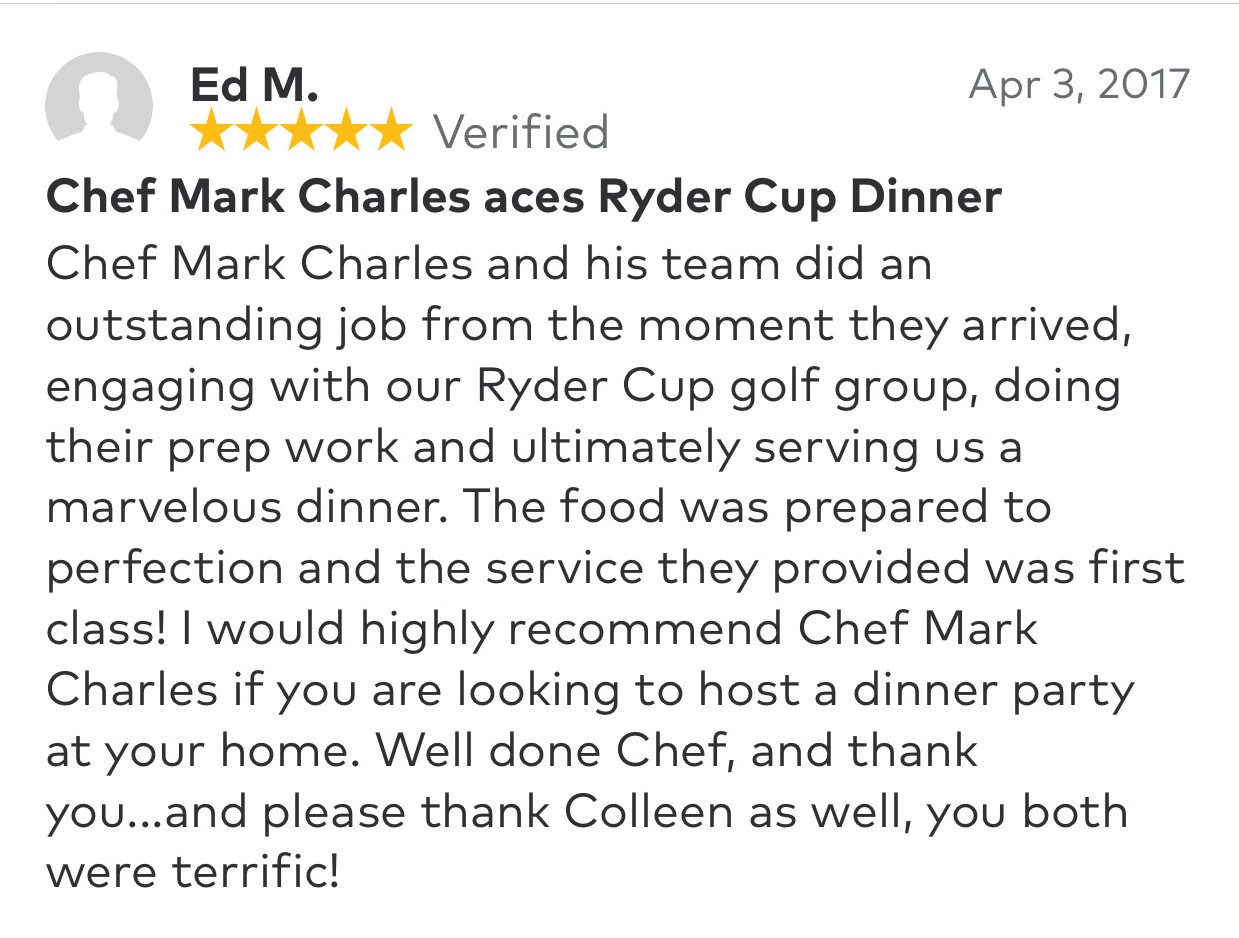 Ed M.
Apr 3, 2017
Verified
Chef Mark Charles aces Ryder Cup Dinner
Chef Mark Charles and his team did an
outstanding job from the moment they arrived,
engaging with our Ryder Cup golf group, doing
their prep work and ultimately serving us a
marvelous dinner. The food was prepared to
perfection and the service they provided was first
class! I would highly recommend Chef Mark
Charles if you are looking to host a dinner party
at your home. Well done Chef, and thank
you...and please thank Colleen as well, you both
were terrific!